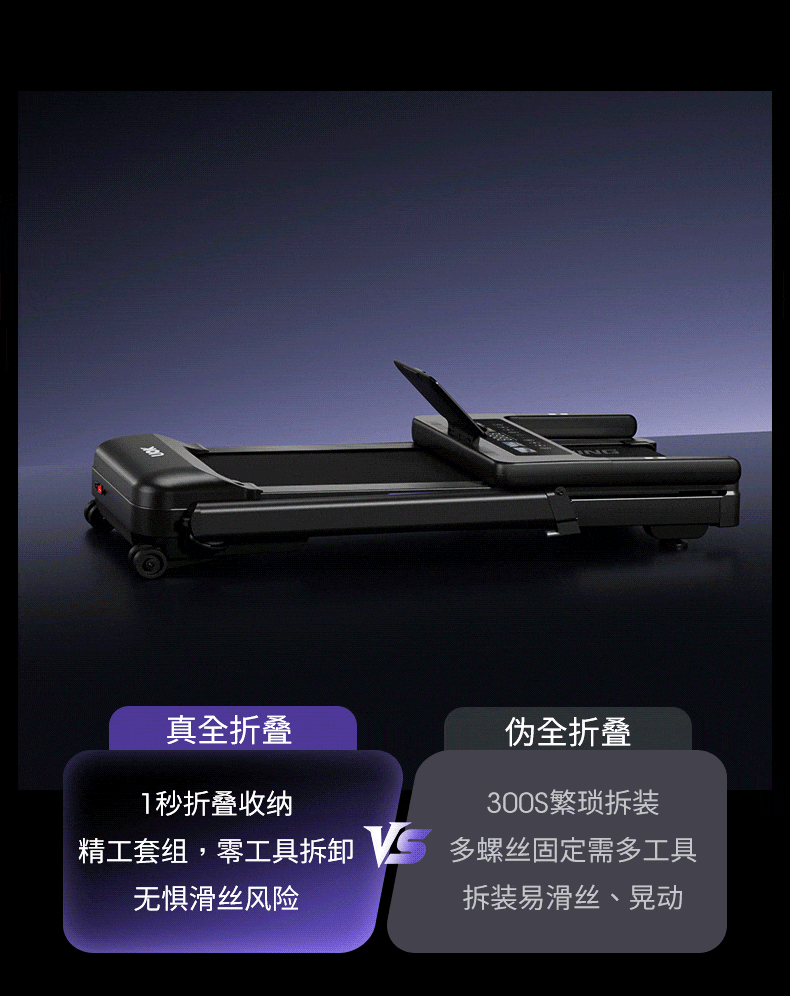 真全折叠
1秒折叠收纳
精工套组，零工具拆卸
无惧滑丝风险
VS
伪全折叠
300S繁琐拆装
多螺丝固定需多工具
拆装易滑丝、晃动